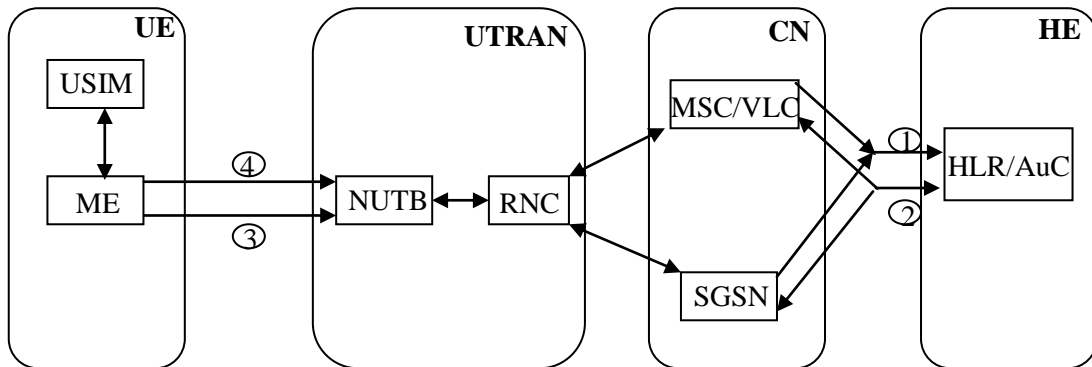 UE
UTRAN
CN
HE
USIM
MSC/VLC
①
HLR/AuC
④
ME
NUTB
RNC
③
②
SGSN